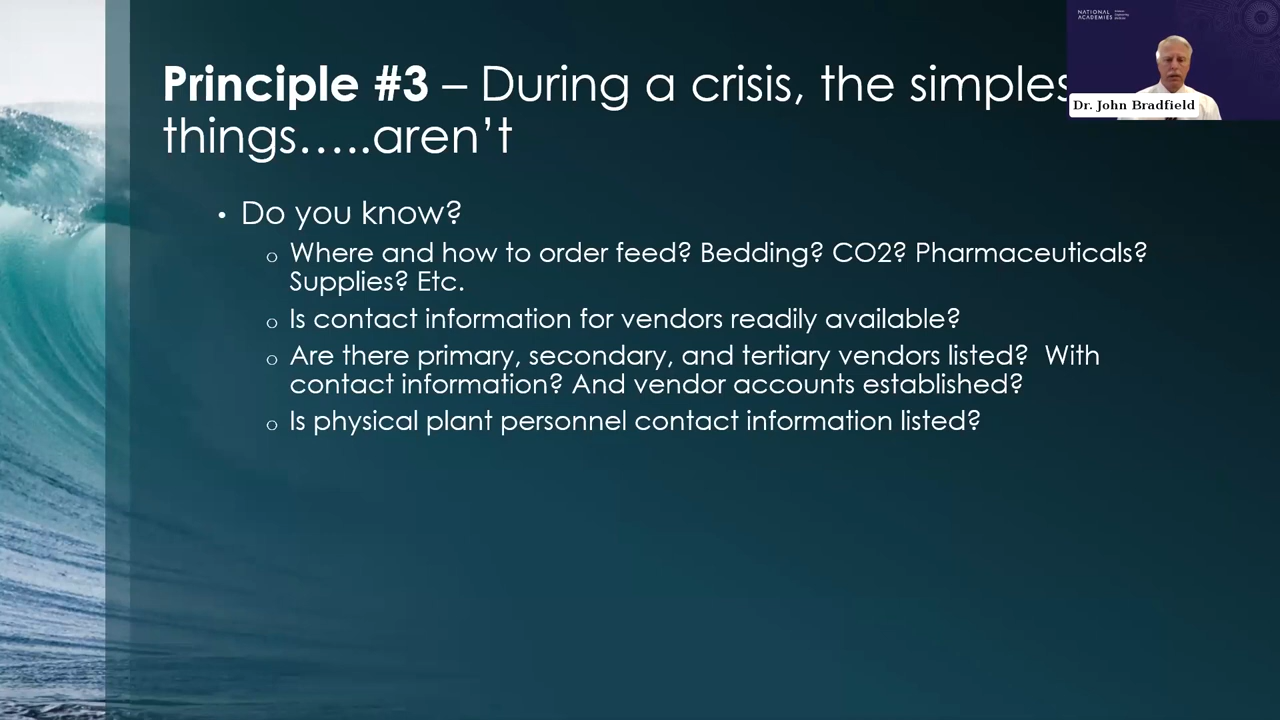 NATIONAL
ACADEMIES
Principle #3 – During a crisis, the simples
things…..aren’t
Dr. John Bradfield
• Do you know?
o Where and how to order feed? Bedding? CO2? Pharmaceuticals?
Supplies? Etc.
o Is contact information for vendors readily available?
o Are there primary, secondary, and tertiary vendors listed?  With
contact information? And vendor accounts established?
o Is physical plant personnel contact information listed?